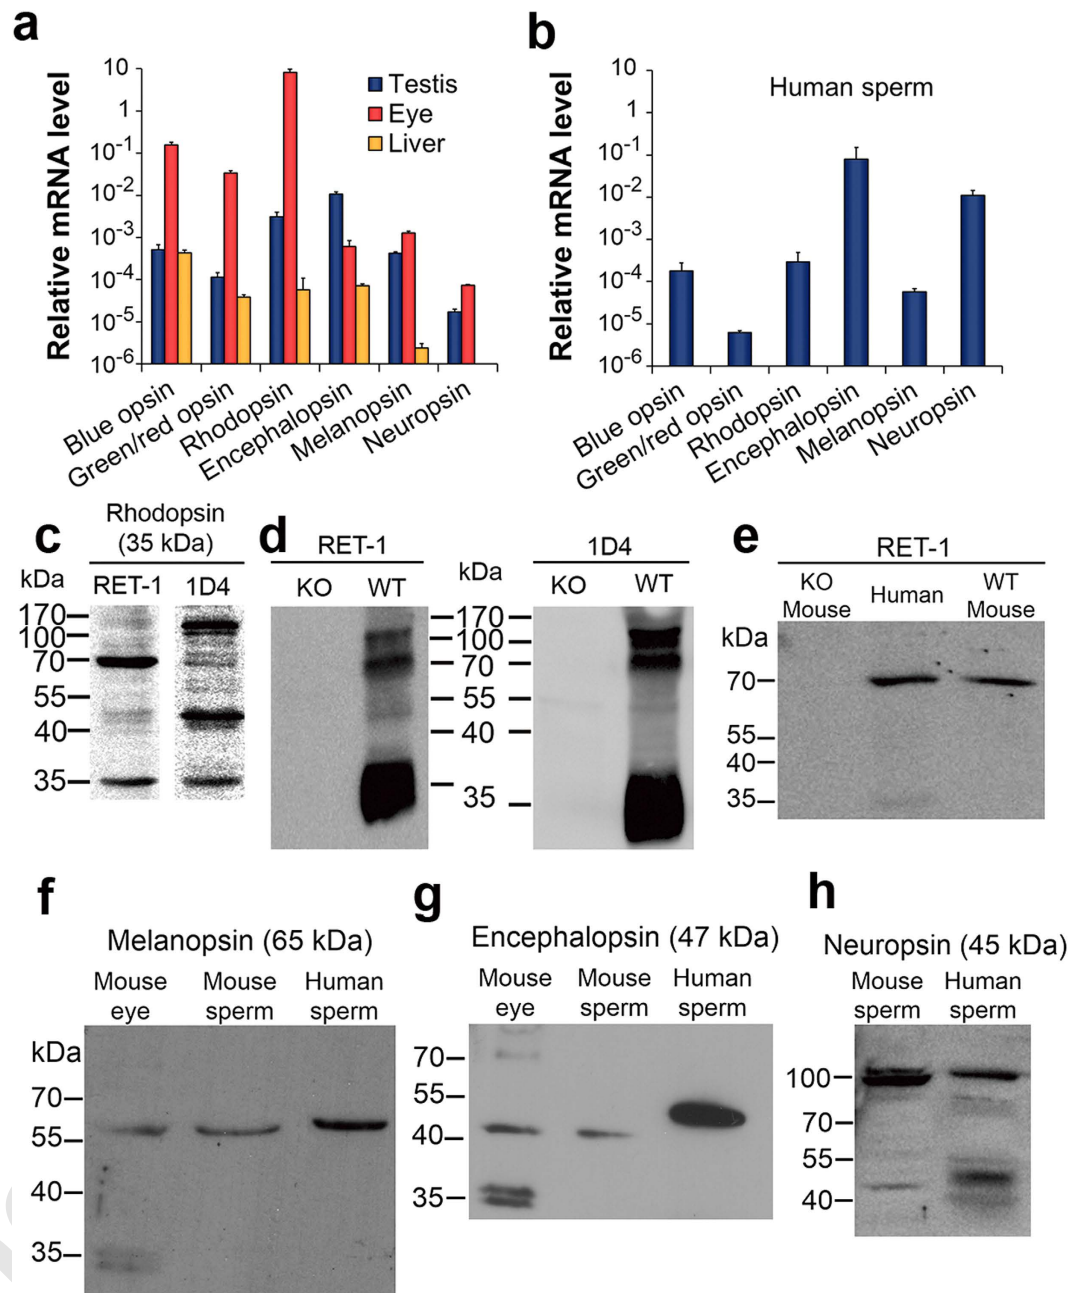 a
Relative mRNA level
10
1
10-1
10-2
10-3
10-4
10-5
10-6
Testis
Eye
Liver
Blue opsin
Green/red opsin
Rhodopsin
Encephalopsin
Melanopsin
Neuropsin
b
Relative mRNA level
10
1
10-1
10-2
10-3
10-4
10-5
10-6
Human sperm
Blue opsin
Green/red opsin
Rhodopsin
Encephalopsin
Melanopsin
Neuropsin
c
Rhodopsin
(35 kDa)
kDa
RET-1 1D4
170
100
70
55
40
35
d
RET-1
KO WT
kDa
170
100
70
55
40
35
1D4
KO WT
e
RET-1
KO
Mouse
Human
WT
Mouse
kDa
70
55
40
35
f
Melanopsin (65 kDa)
Mouse
eye
Mouse
sperm
Human
sperm
kDa
70
55
40
35
g
Encephalopsin (47 kDa)
Mouse
eye
Mouse
sperm
Human
sperm
70
55
40
35
h
Neuropsin (45 kDa)
Mouse
sperm
Human
sperm
100
70
55
40